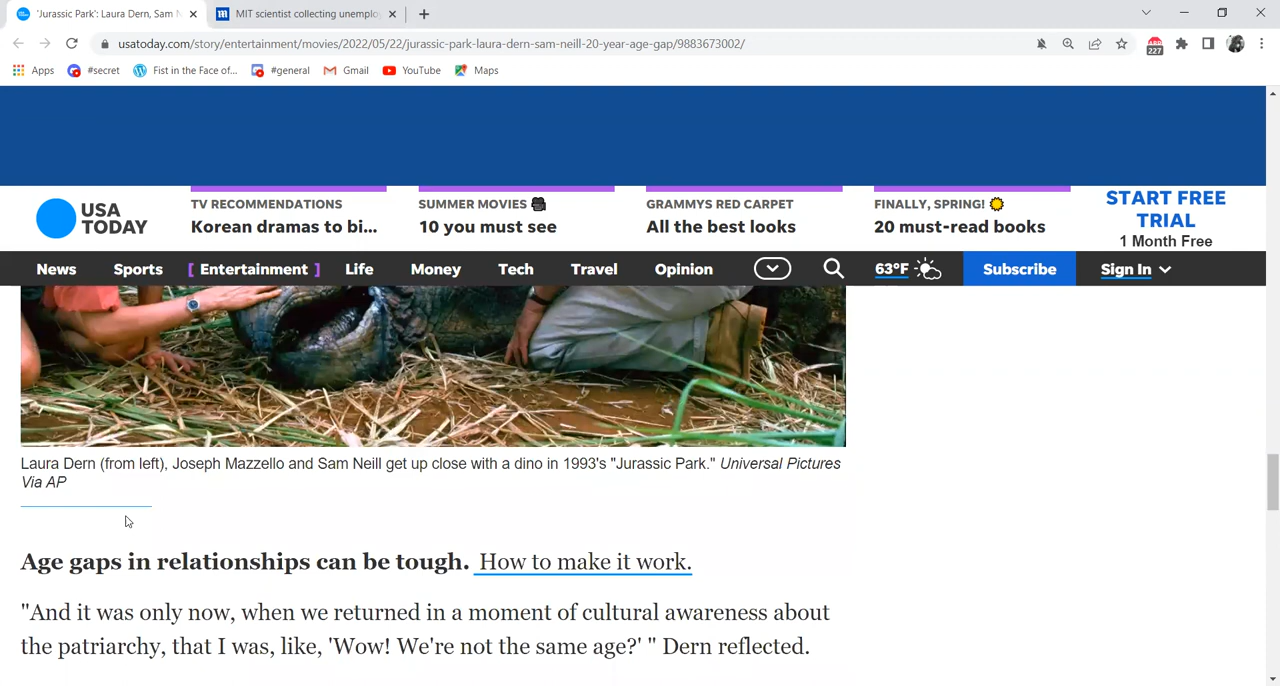 'Jurassic Park': Laura Dern, Sam N
MIT scientist collecting unemploy
usatoday.com/story/entertainment/movies/2022/05/22/jurassic-park-laura-dern-sam-neill-20-year-age-gap/9883673002/
227
Apps
#secret
Fist in the Face of...
#general
Gmail
YouTube
Maps
USA
TODAY
TV RECOMMENDATIONS
Korean dramas to bi...
SUMMER MOVIES
10 you must see
GRAMMYS RED CARPET
All the best looks
FINALLY, SPRING!
20 must-read books
START FREE
TRIAL
1 Month Free
News
Sports
[ Entertainment ]
Life
Money
Tech
Travel
Opinion
63°F
Subscribe
Sign In
Laura Dern (from left), Joseph Mazzello and Sam Neill get up close with a dino in 1993's "Jurassic Park." Universal Pictures
Via AP
Age gaps in relationships can be tough. How to make it work.
"And it was only now, when we returned in a moment of cultural awareness about
the patriarchy, that I was, like, 'Wow! We're not the same age?' " Dern reflected.